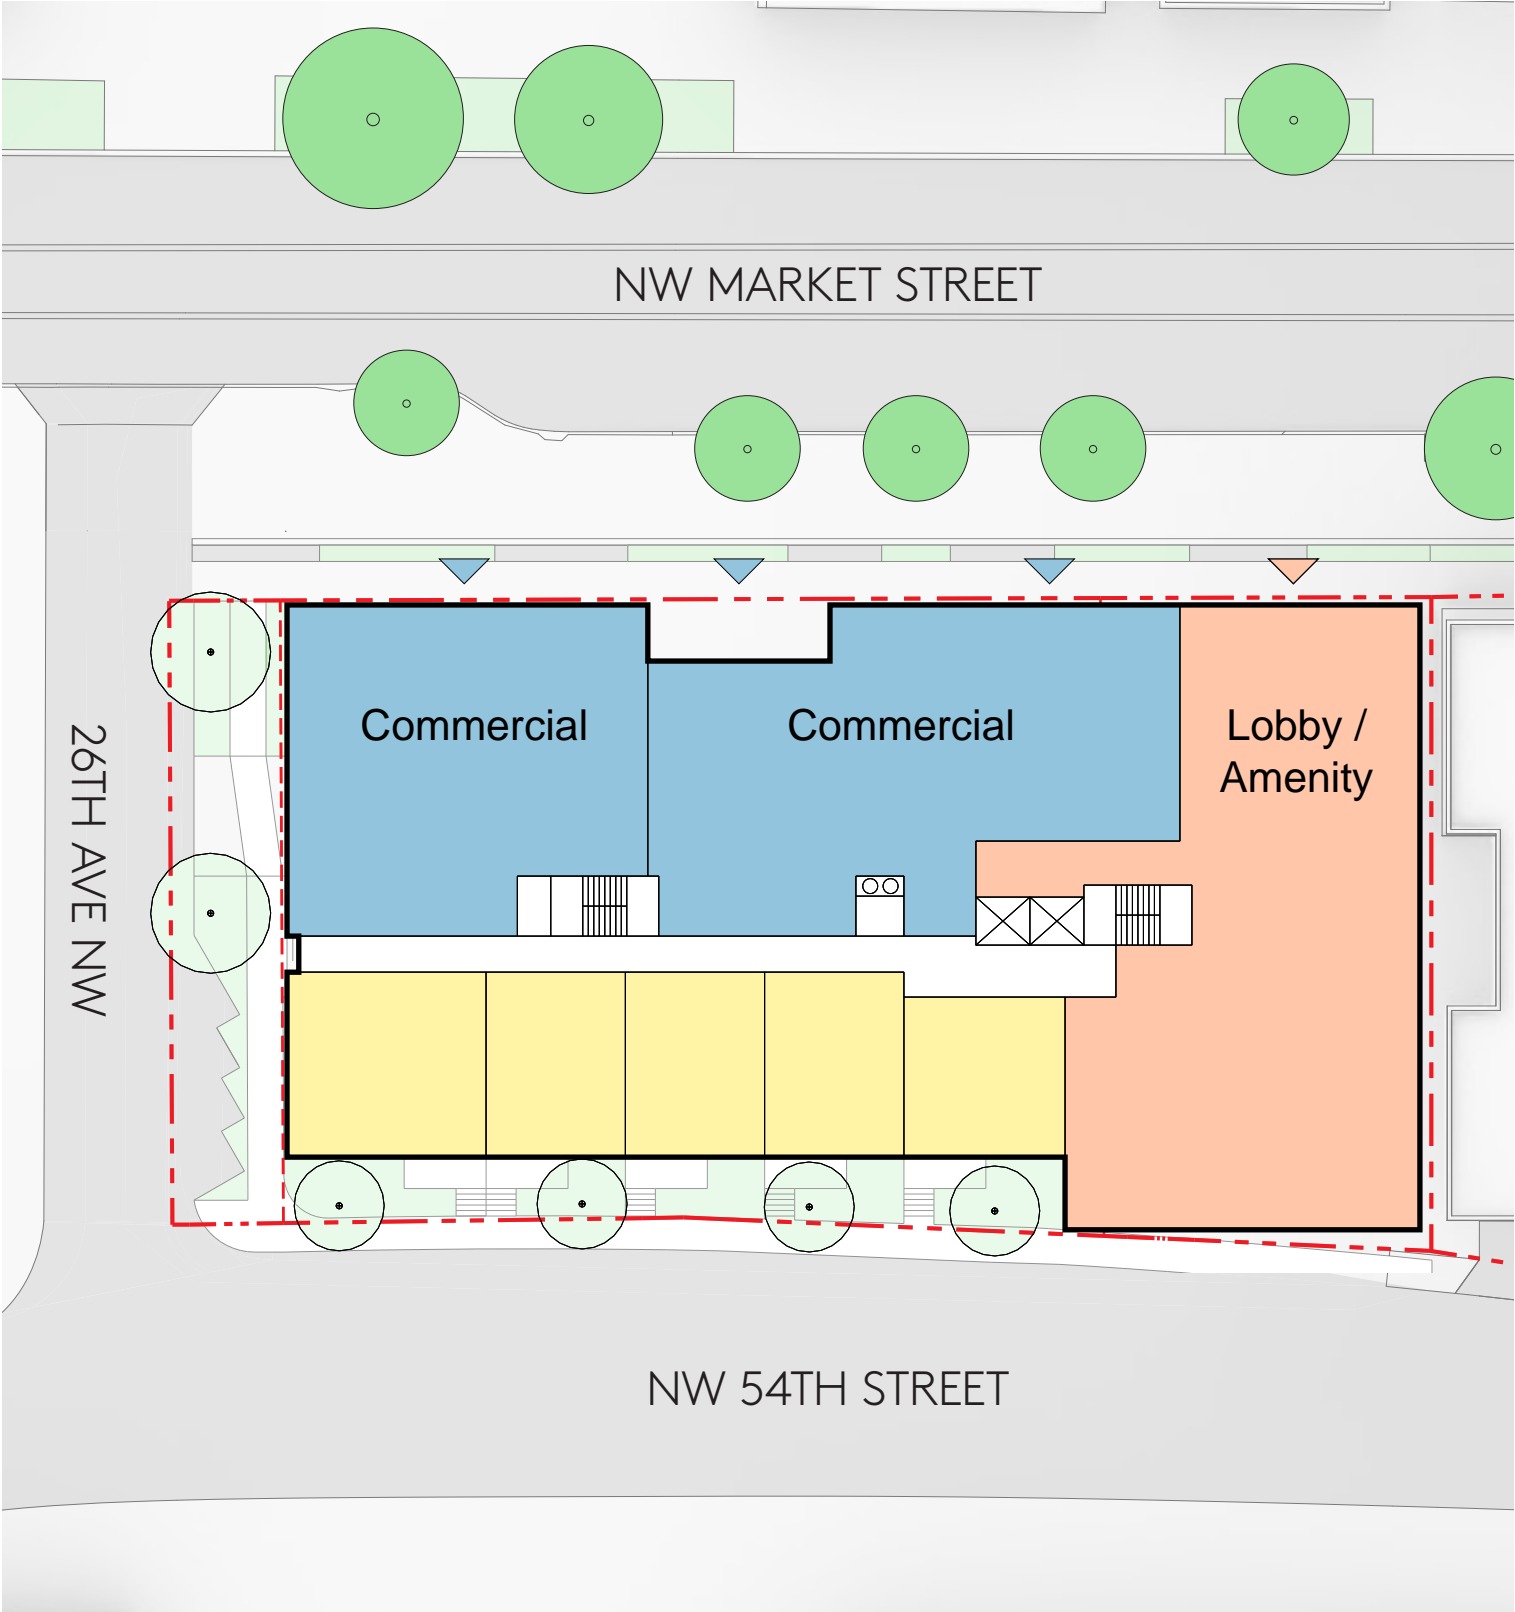 NW MARKET STREET
Commercial
Commercial
Lobby /
Amenity
26TH AVE NW
NW 54TH STREET